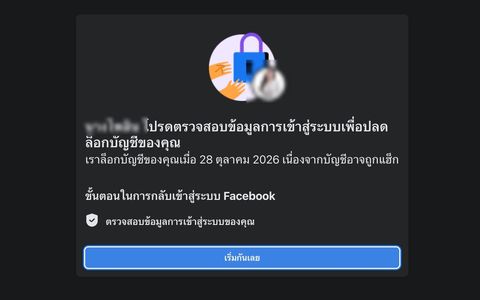 โปรดตรวจสอบข้อมูลการเข้าสู่ระบบเพื่อปลด
ล็อกบัญชีของคุณ
เราล็อกบัญชีของคุณเมื่อ 28 ตุลาคม 2026 เนื่องจากบัญชีอาจถูกแฮ็ก
ขั้นตอนในการกลับเข้าสู่ระบบ Facebook
ตรวจสอบข้อมูลการเข้าสู่ระบบของคุณ
เริ่มกันเลย